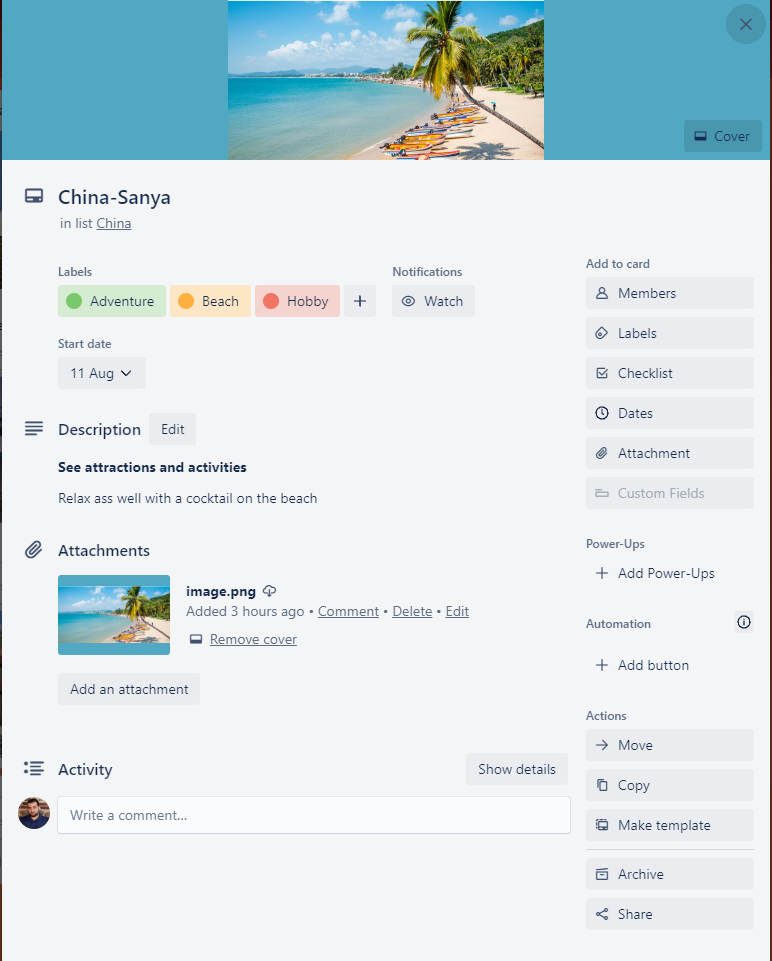 Cover
China-Sanya
in list China
Labels
Adventure
Beach
Hobby
Notifications
Watch
Start date
11 Aug
Description
Edit
See attractions and activities
Relax ass well with a cocktail on the beach
Attachments
image.png
Added 3 hours ago • Comment • Delete • Edit
Remove cover
Add an attachment
Activity
Show details
Write a comment...
Add to card
Members
Labels
Checklist
Dates
Attachment
Custom Fields
Power-Ups
Add Power-Ups
Automation
Add button
Actions
Move
Copy
Make template
Archive
Share